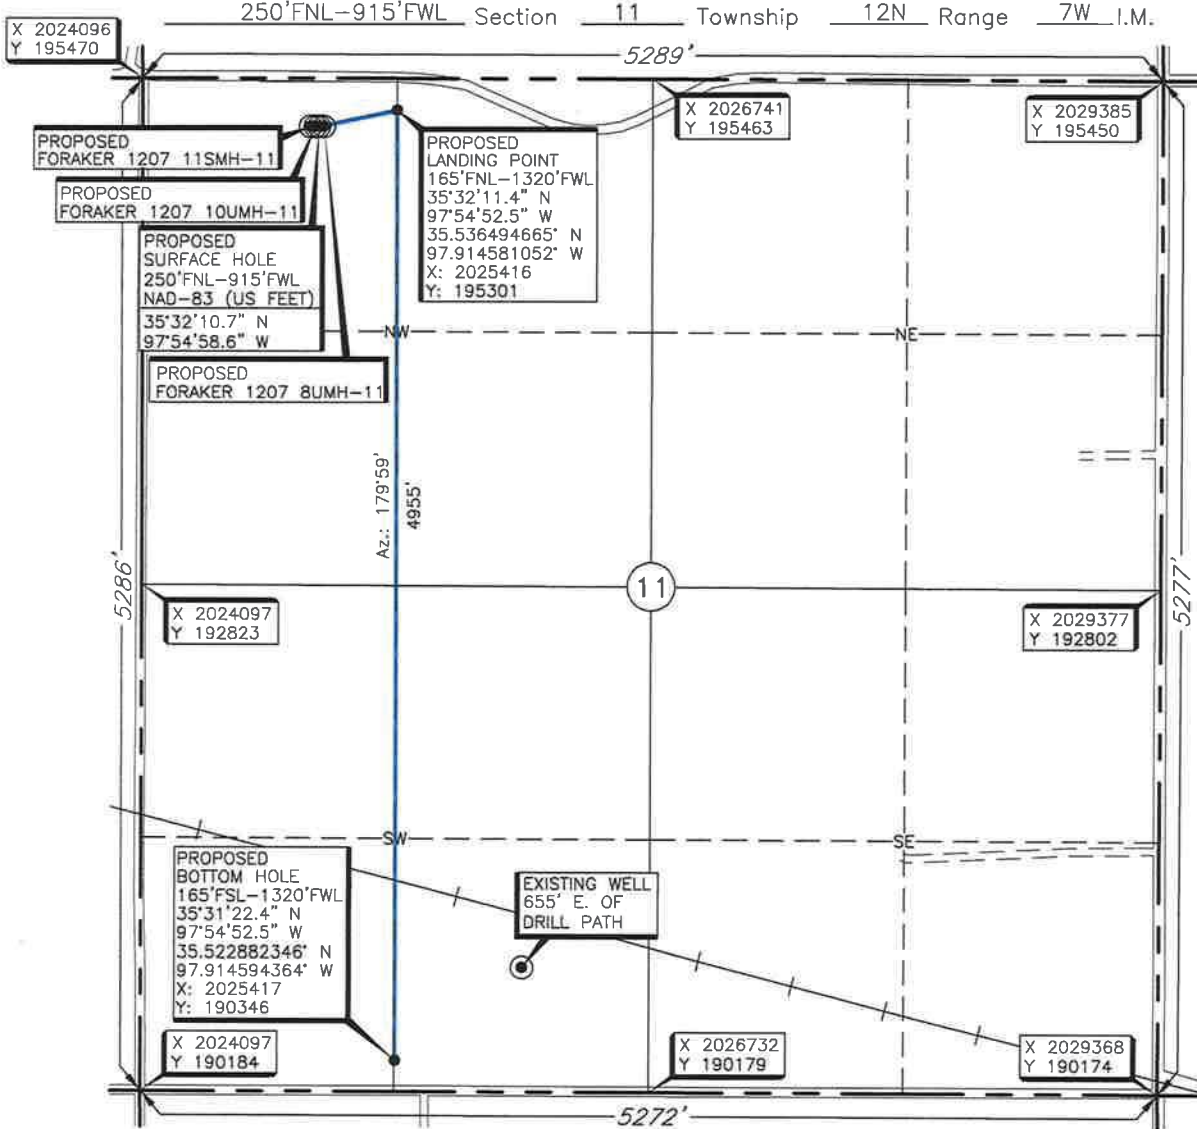 250'FNL-915'FWL Section 11 Township 12N Range 7W I.M.
X 2024096
Y 195470
5289'
X 2026741
Y 195463
X 2029385
Y 195450
PROPOSED
FORAKER 1207 11SMH-11
PROPOSED
FORAKER 1207 10UMH-11
PROPOSED
SURFACE HOLE
250'FNL-915'FWL
NAD-83 (US FEET)
35°32'10.7" N
97°54'58.6" W
PROPOSED
FORAKER 1207 8UMH-11
PROPOSED
LANDING POINT
165'FNL-1320'FWL
35°32'11.4" N
97°54'52.5" W
35.536494665° N
97.914581052° W
X: 2025416
Y: 195301
NW
NE
Az.: 179°59'
4955'
5286'
11
5277'
X 2024097
Y 192823
X 2029377
Y 192802
SW
SE
PROPOSED
BOTTOM HOLE
165'FSL-1320'FWL
35°31'22.4" N
97°54'52.5" W
35.522882346° N
97.914594364° W
X: 2025417
Y: 190346
EXISTING WELL
655' E. OF
DRILL PATH
X 2024097
Y 190184
X 2026732
Y 190179
X 2029368
Y 190174
5272'